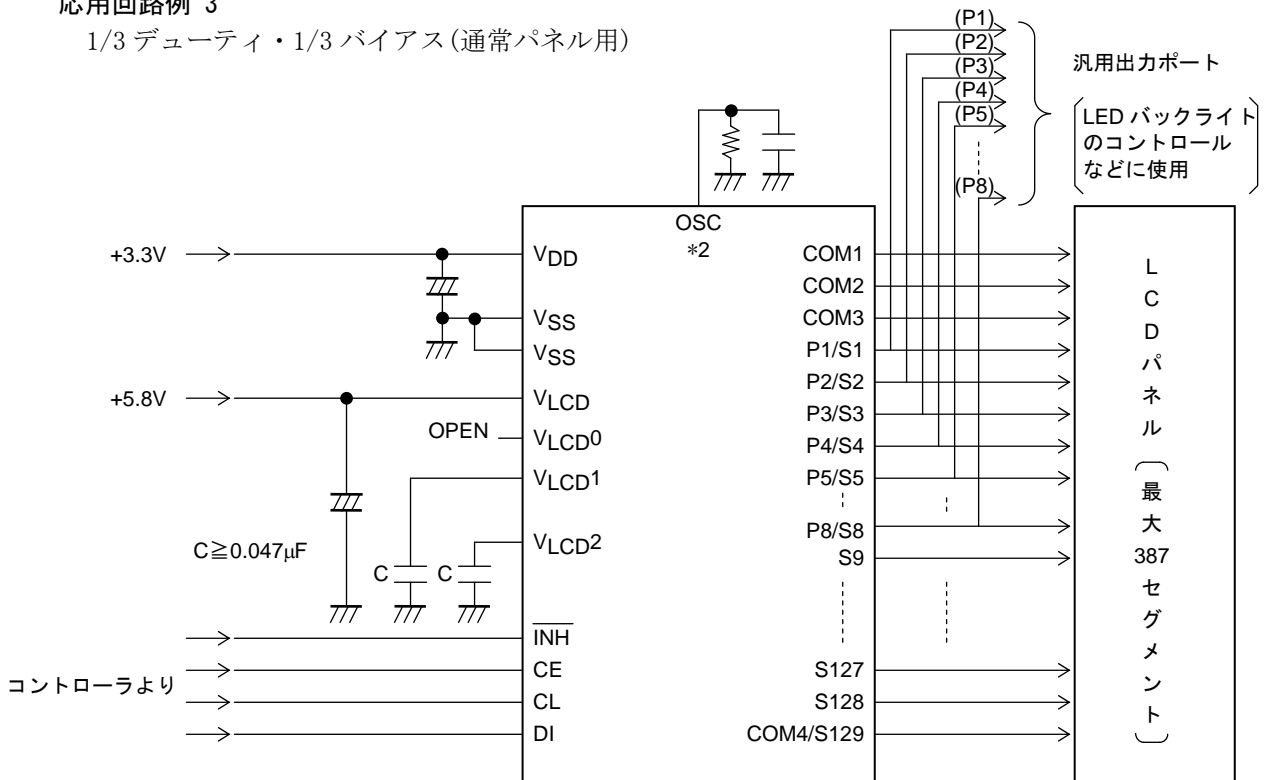 応用回路例 3
1/3 デューティ・1/3 バイアス(通常パネル用)
(P1)
(P2)
(P3)
(P4)
(P5)
(P8)
汎用出力ポート
LED バックライト
のコントロール
などに使用
OSC
*2
+3.3V
VDD
VSS
VSS
+5.8V
VLCD
OPEN
VLCD0
VLCD1
VLCD2
C≧0.047μF
C
C
コントローラより
INH
CE
CL
DI
COM1
COM2
COM3
P1/S1
P2/S2
P3/S3
P4/S4
P5/S5
P8/S8
S9
S127
S128
COM4/S129
LCDパネル(最大387セグメント)